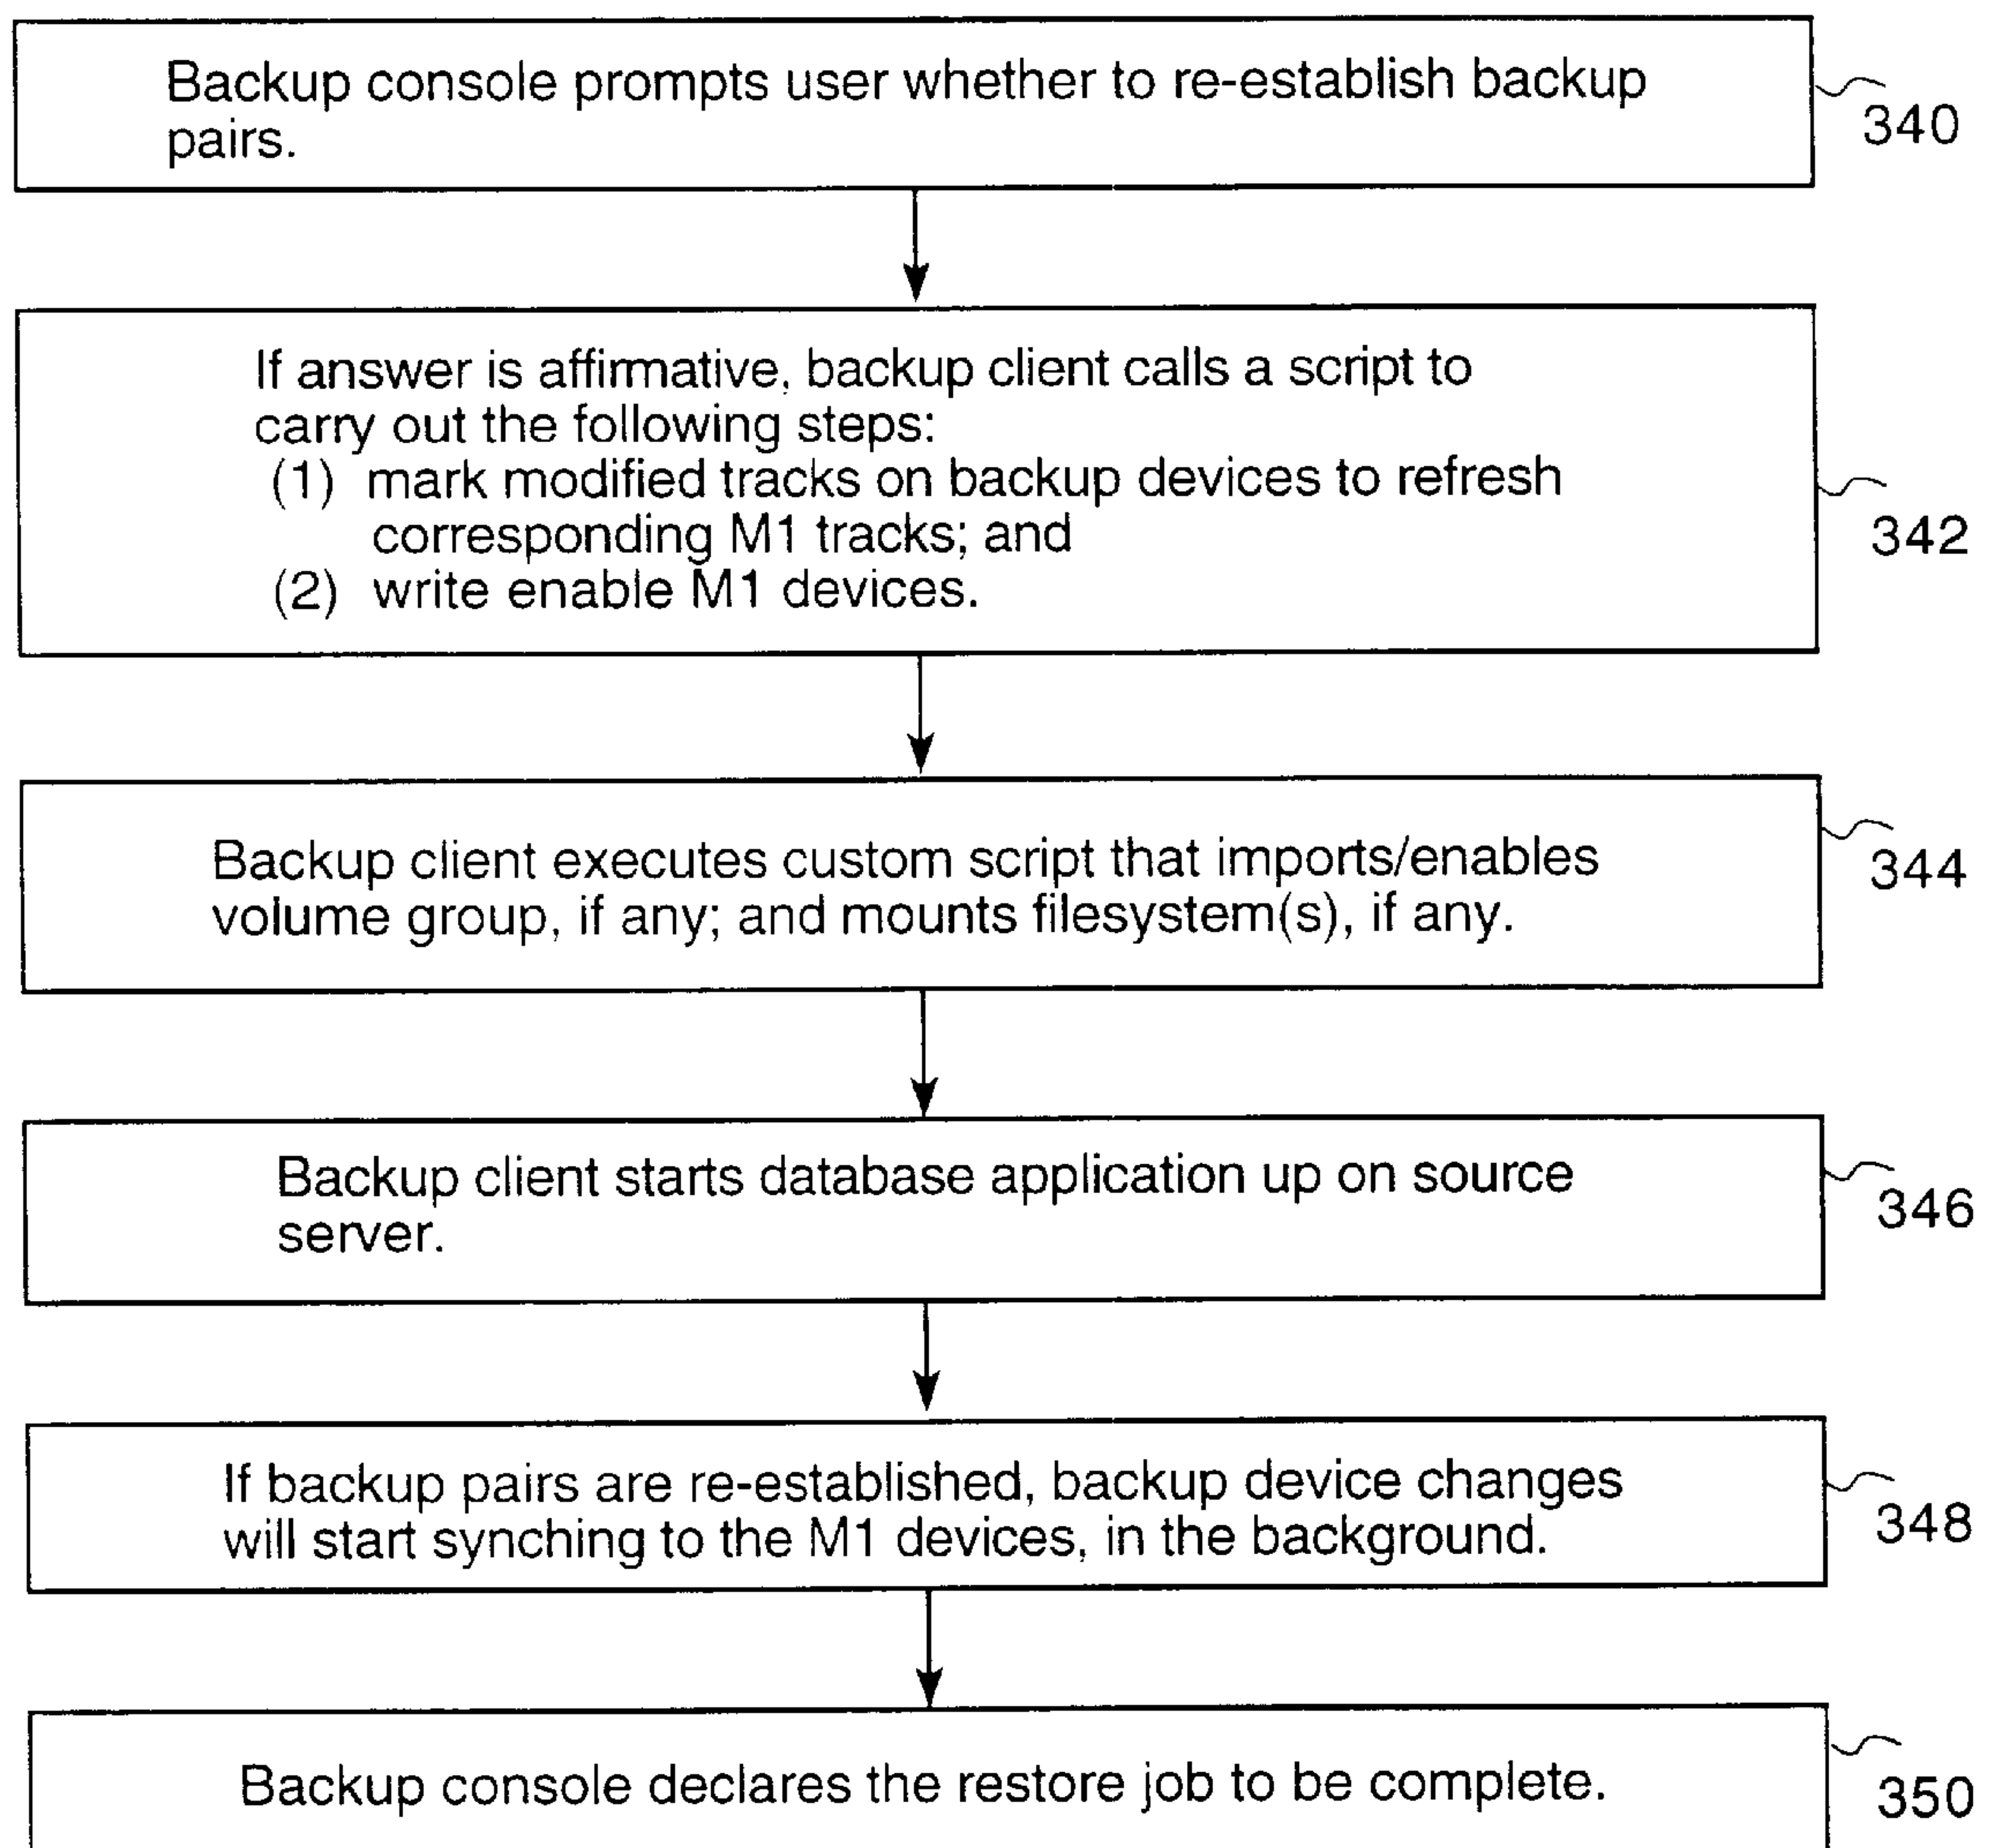 Backup console prompts user whether to re-establish backup
pairs.
340
If answer is affirmative, backup client calls a script to
carry out the following steps:
(1) mark modified tracks on backup devices to refresh
corresponding M1 tracks; and
(2) write enable M1 devices.
342
Backup client executes custom script that imports/enables
volume group, if any; and mounts filesystem(s), if any.
344
Backup client starts database application up on source
server.
346
If backup pairs are re-established, backup device changes
will start synching to the M1 devices, in the background.
348
Backup console declares the restore job to be complete.
350